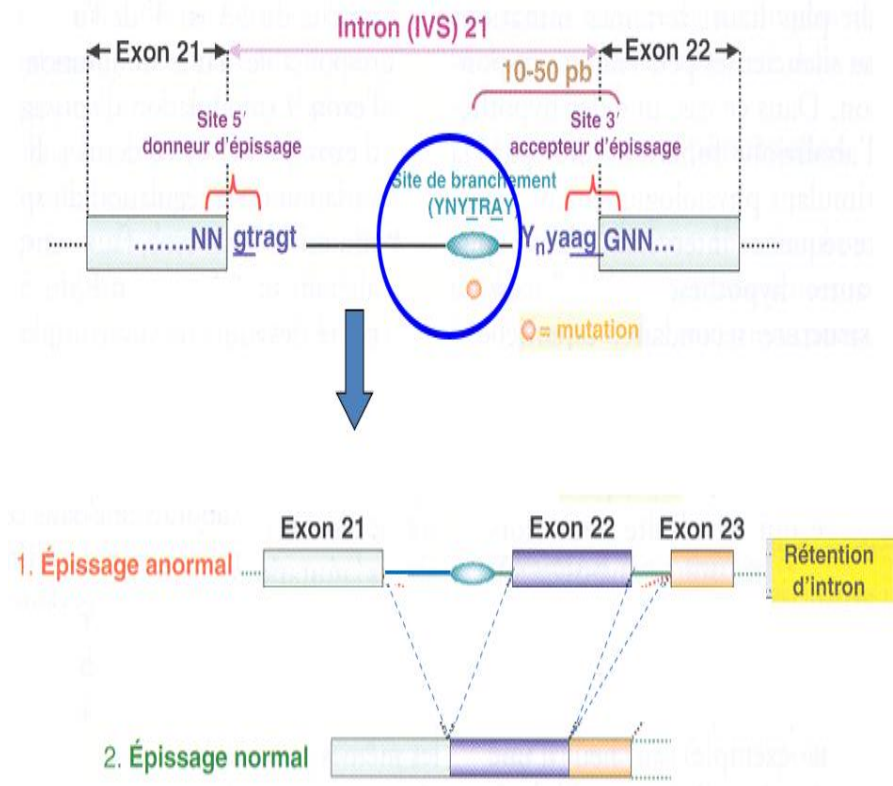 Intron (IVS) 21
Exon 21
Exon 22
10-50 pb
Site 5'
donneur d'épissage
Site 3'
accepteur d'épissage
Site de branchement
(YNYTRAY)
........NN gtragt
YnyaagGNN...
= mutation
Exon 21
Exon 22
Exon 23
1. Épissage anormal
Rétention
d'intron
2. Épissage normal